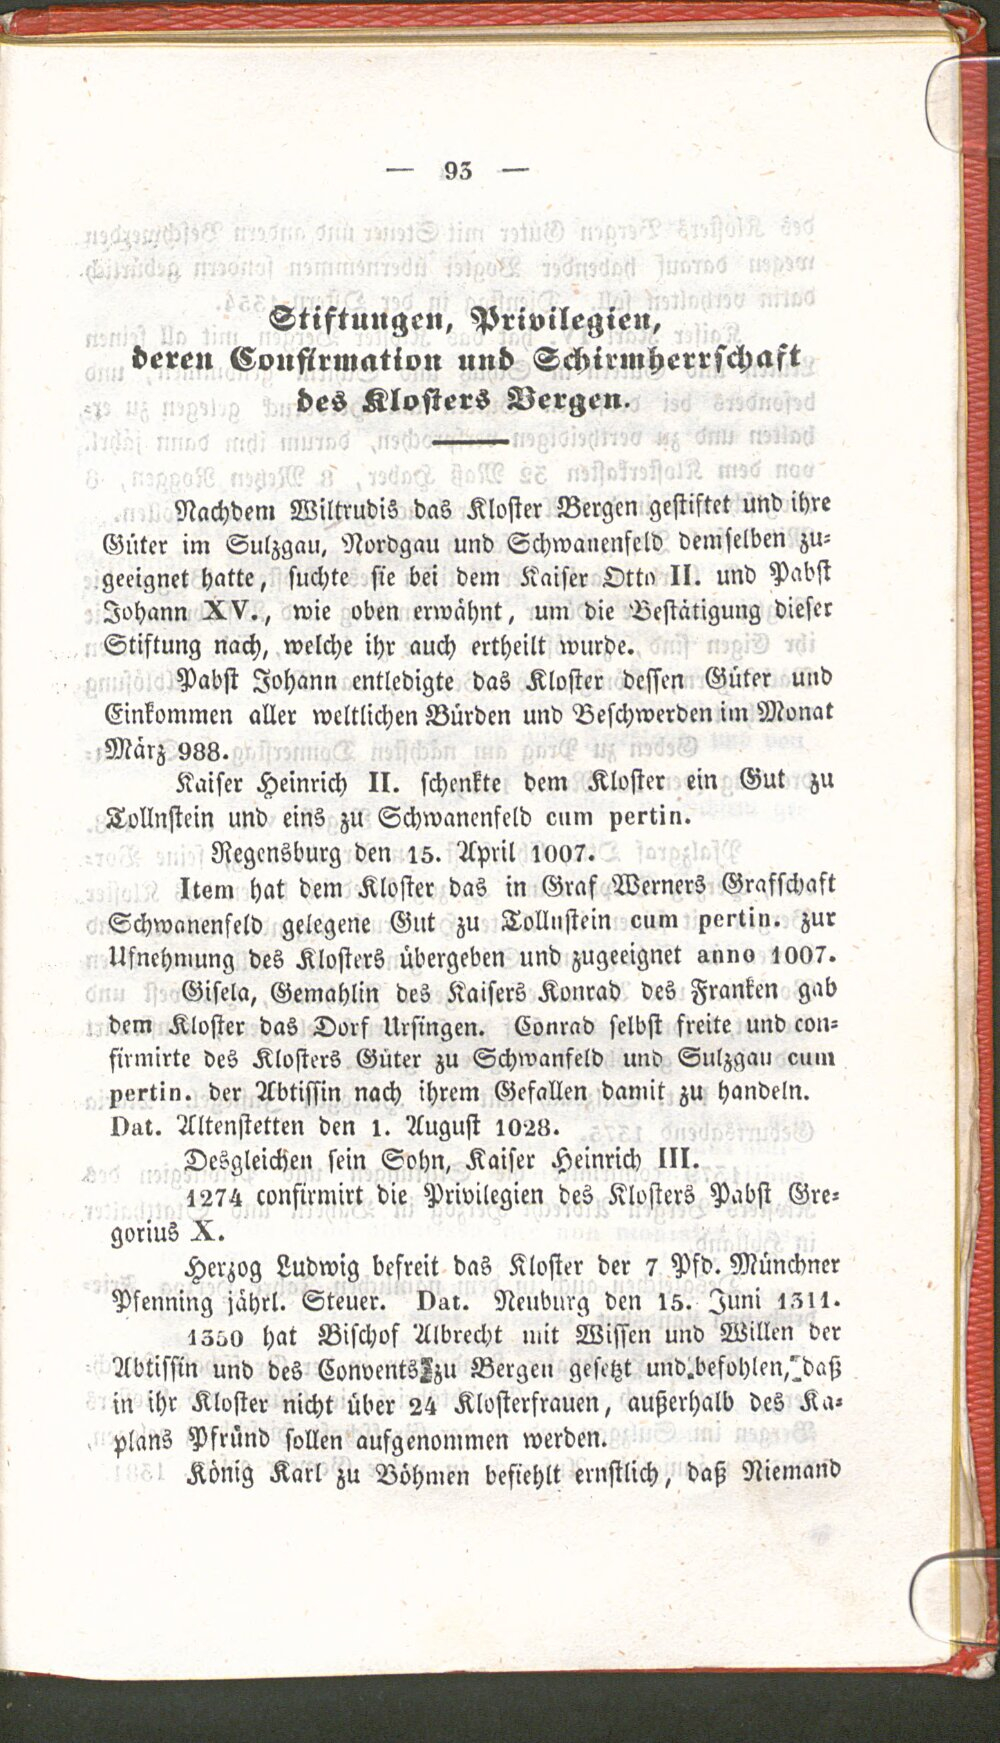 — 93 —
Stiftungen, Privilegien,
deren Confirmation und Schirmherrschaft
des Klosters Bergen.
Nachdem Wiltrudis das Kloster Bergen gestiftet und ihre
Güter im Sulzgau, Nordgau und Schwanenfeld demselben zu-
geeignet hatte, suchte sie bei dem Kaiser Otto II. und Pabst
Johann XV., wie oben erwähnt, um die Bestätigung dieser
Stiftung nach, welche ihr auch ertheilt wurde.
Pabst Johann entledigte das Kloster dessen Güter und
Einkommen aller weltlichen Bürden und Beschwerden im Monat
März 988.
Kaiser Heinrich II. schenkte dem Kloster ein Gut zu
Tollnstein und eins zu Schwanenfeld cum pertin.
Regensburg den 15. April 1007.
Item hat dem Kloster das in Graf Werners Grafschaft
Schwanenfeld gelegene Gut zu Tollnstein cum pertin. zur
Ufnehmung des Klosters übergeben und zugeeignet anno 1007.
Gisela, Gemahlin des Kaisers Konrad des Franken gab
dem Kloster das Dorf Ursingen. Conrad selbst freite und con-
firmirte des Klosters Güter zu Schwanfeld und Sulzgau cum
pertin. der Abtissin nach ihrem Gefallen damit zu handeln.
Dat. Altenstetten den 1. August 1028.
Desgleichen sein Sohn, Kaiser Heinrich III.
1274 confirmirt die Privilegien des Klosters Pabst Gre-
gorius X.
Herzog Ludwig befreit das Kloster der 7 Pfd. Münchner
Pfenning jährl. Steuer. Dat. Neuburg den 15. Juni 1311.
1350 hat Bischof Albrecht mit Wissen und Willen der
Abtissin und des Convents zu Bergen gesetzt und befohlen, daß
in ihr Kloster nicht über 24 Klosterfrauen, außerhalb des Ka-
plans Pfründ sollen aufgenommen werden.
König Karl zu Böhmen befiehlt ernstlich, daß Niemand